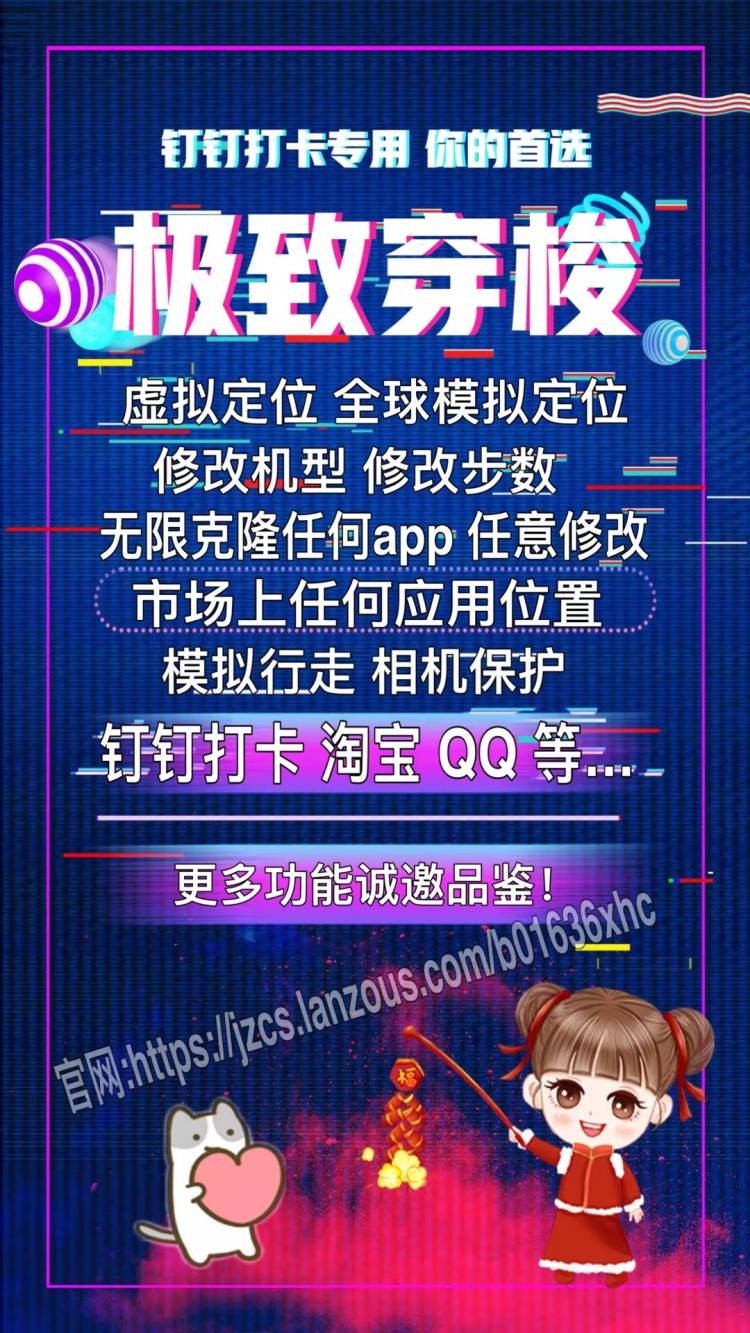 钉钉打卡专用 你的首选
极致穿梭
虚拟定位 全球模拟定位
修改机型 修改步数
无限克隆任何app 任意修改
市场上任何应用位置
模拟行走 相机保护
钉钉打卡 淘宝 QQ 等...
更多功能诚邀品鉴！
官网:https://jzcs.lanzous.com/b01636xhc
福